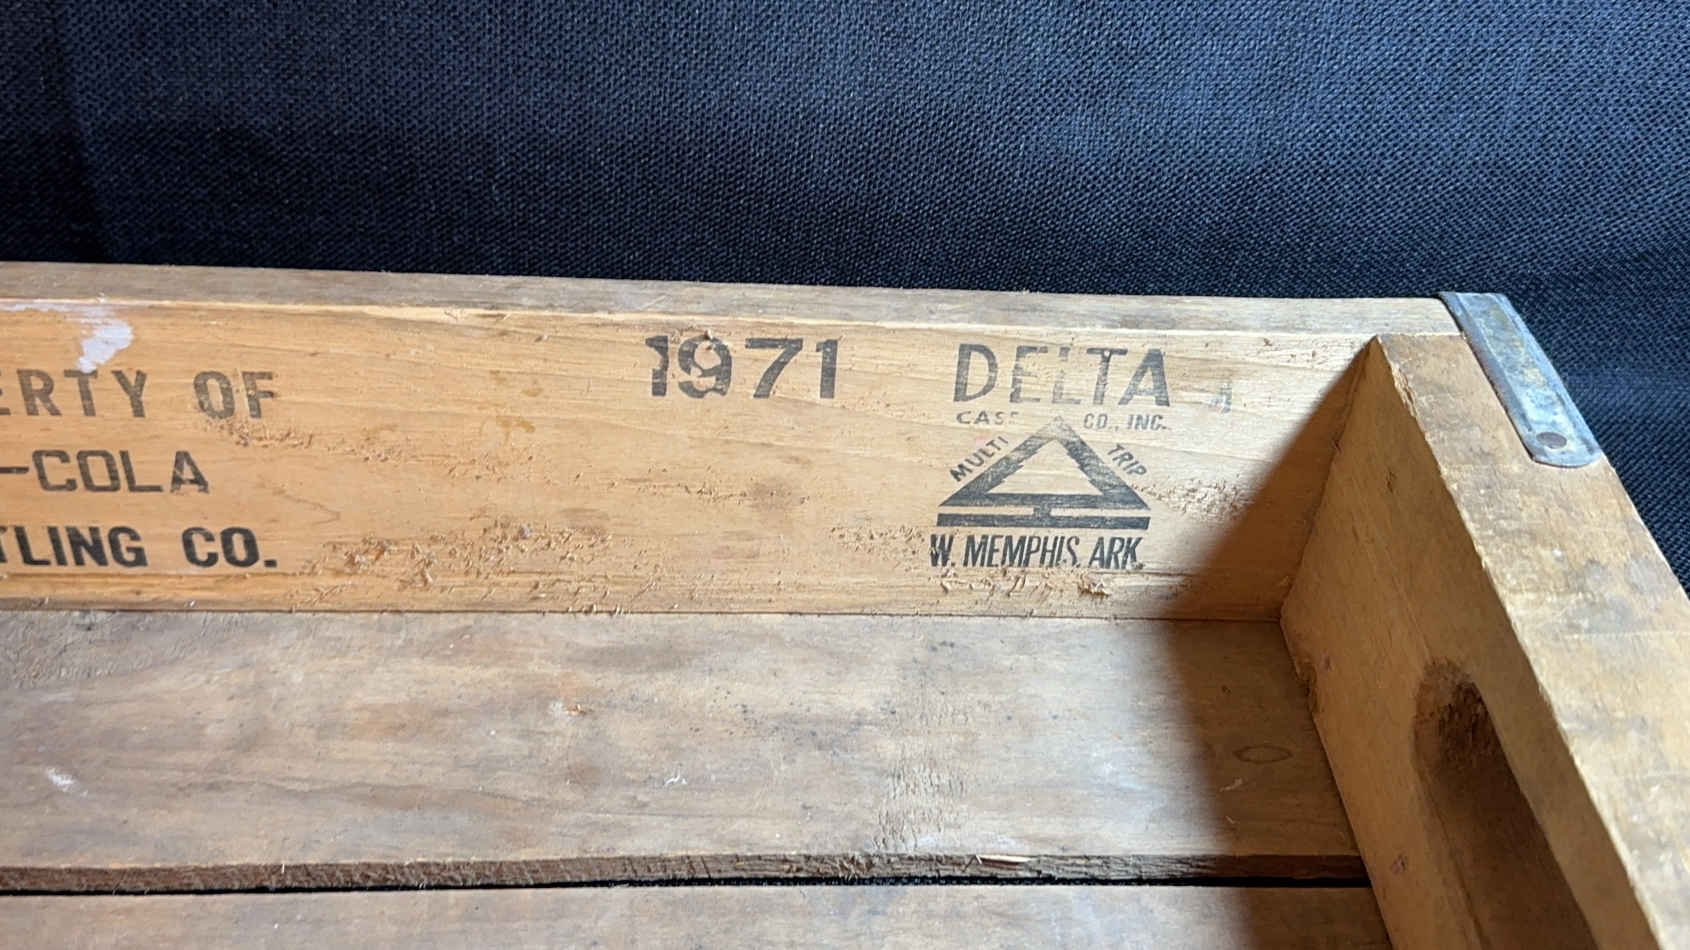 ERTY OF
-COLA
TLING CO.
1971
DELTA
CO., INC.
MULTI TRIP
W. MEMPHIS, ARK.